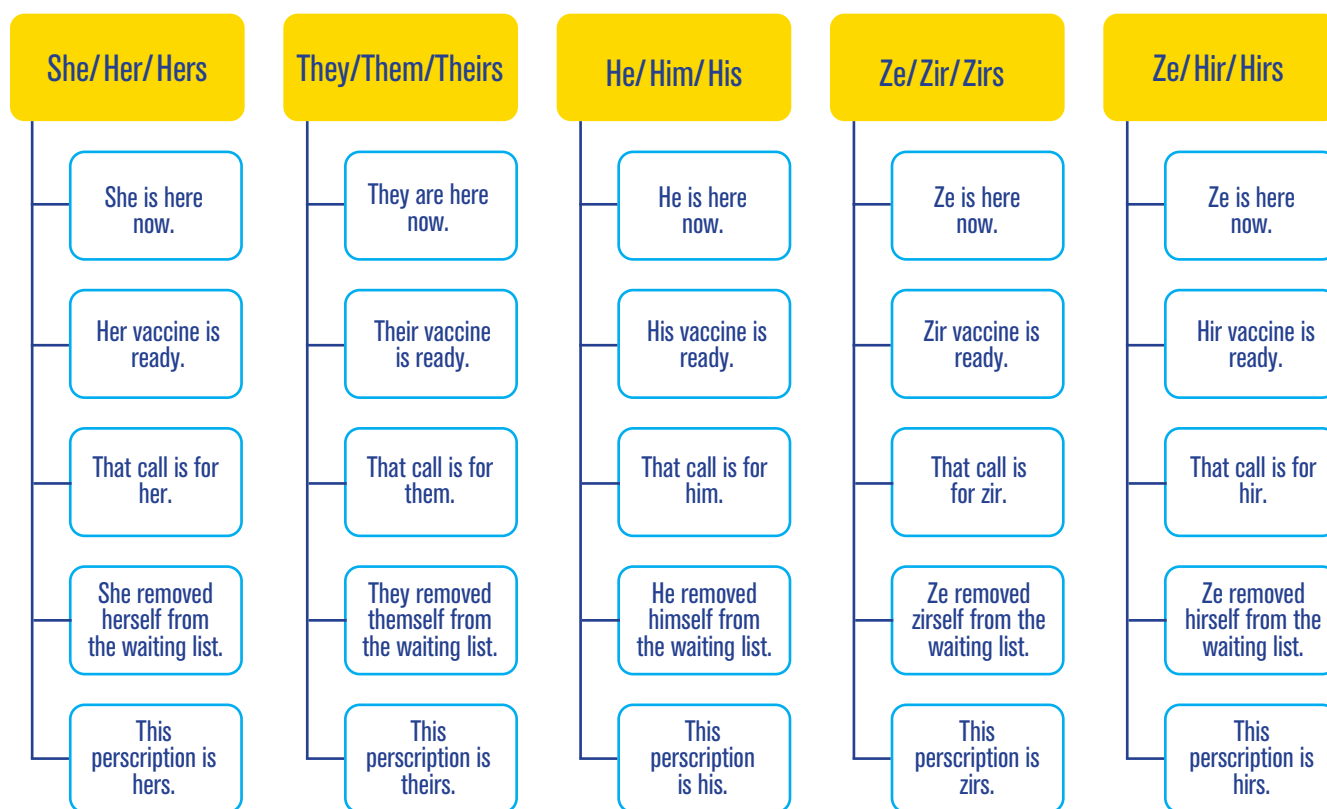 She/Her/Hers
She is here
now.
Her vaccine is
ready.
That call is for
her.
She removed
herself from
the waiting list.
This
perscription is
hers.
They/Them/Theirs
They are here
now.
Their vaccine
is ready.
That call is for
them.
They removed
themself from
the waiting list.
This
perscription is
theirs.
He/Him/His
He is here
now.
His vaccine is
ready.
That call is for
him.
He removed
himself from
the waiting list.
This
perscription
is his.
Ze/Zir/Zirs
Ze is here
now.
Zir vaccine is
ready.
That call is
for zir.
Ze removed
zirself from the
waiting list.
This
perscription is
zirs.
Ze/Hir/Hirs
Ze is here
now.
Hir vaccine is
ready.
That call is for
hir.
Ze removed
hirself from the
waiting list.
This
perscription is
hirs.